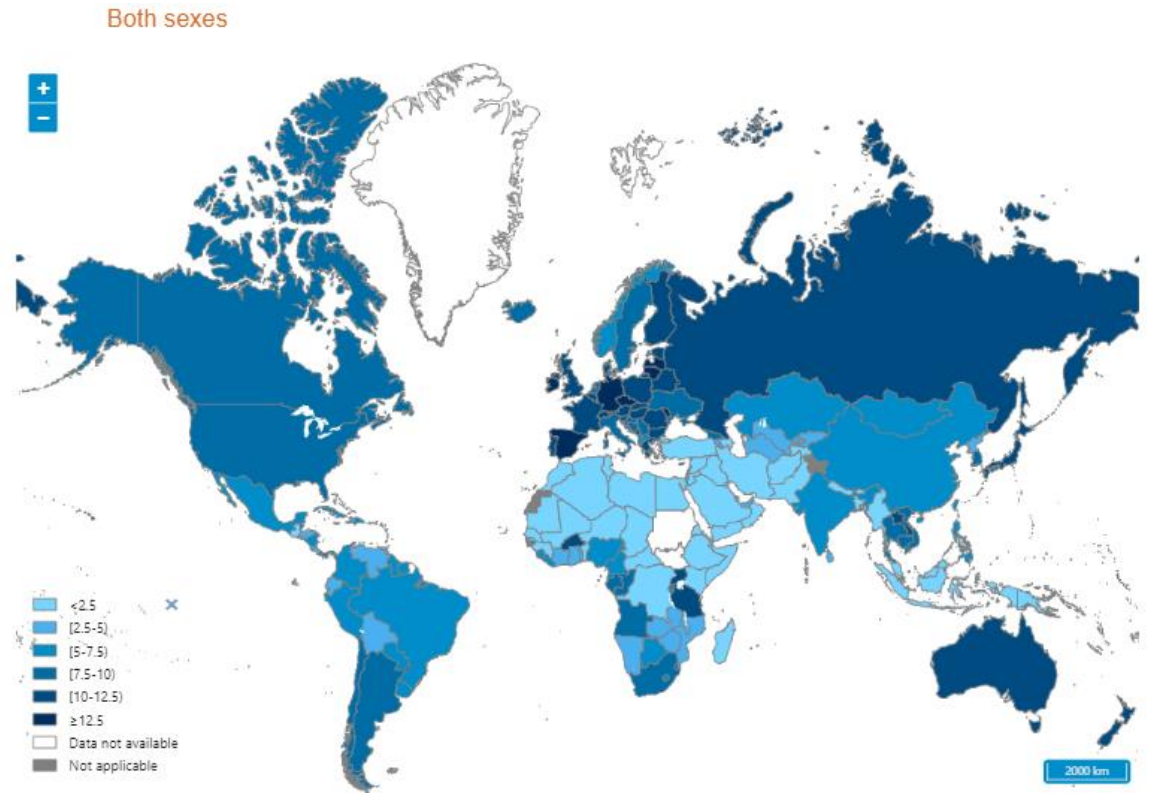 Both sexes
+
−
<2.5
[2.5-5)
[5-7.5)
[7.5-10)
[10-12.5)
≥12.5
Data not available
Not applicable
2000 km